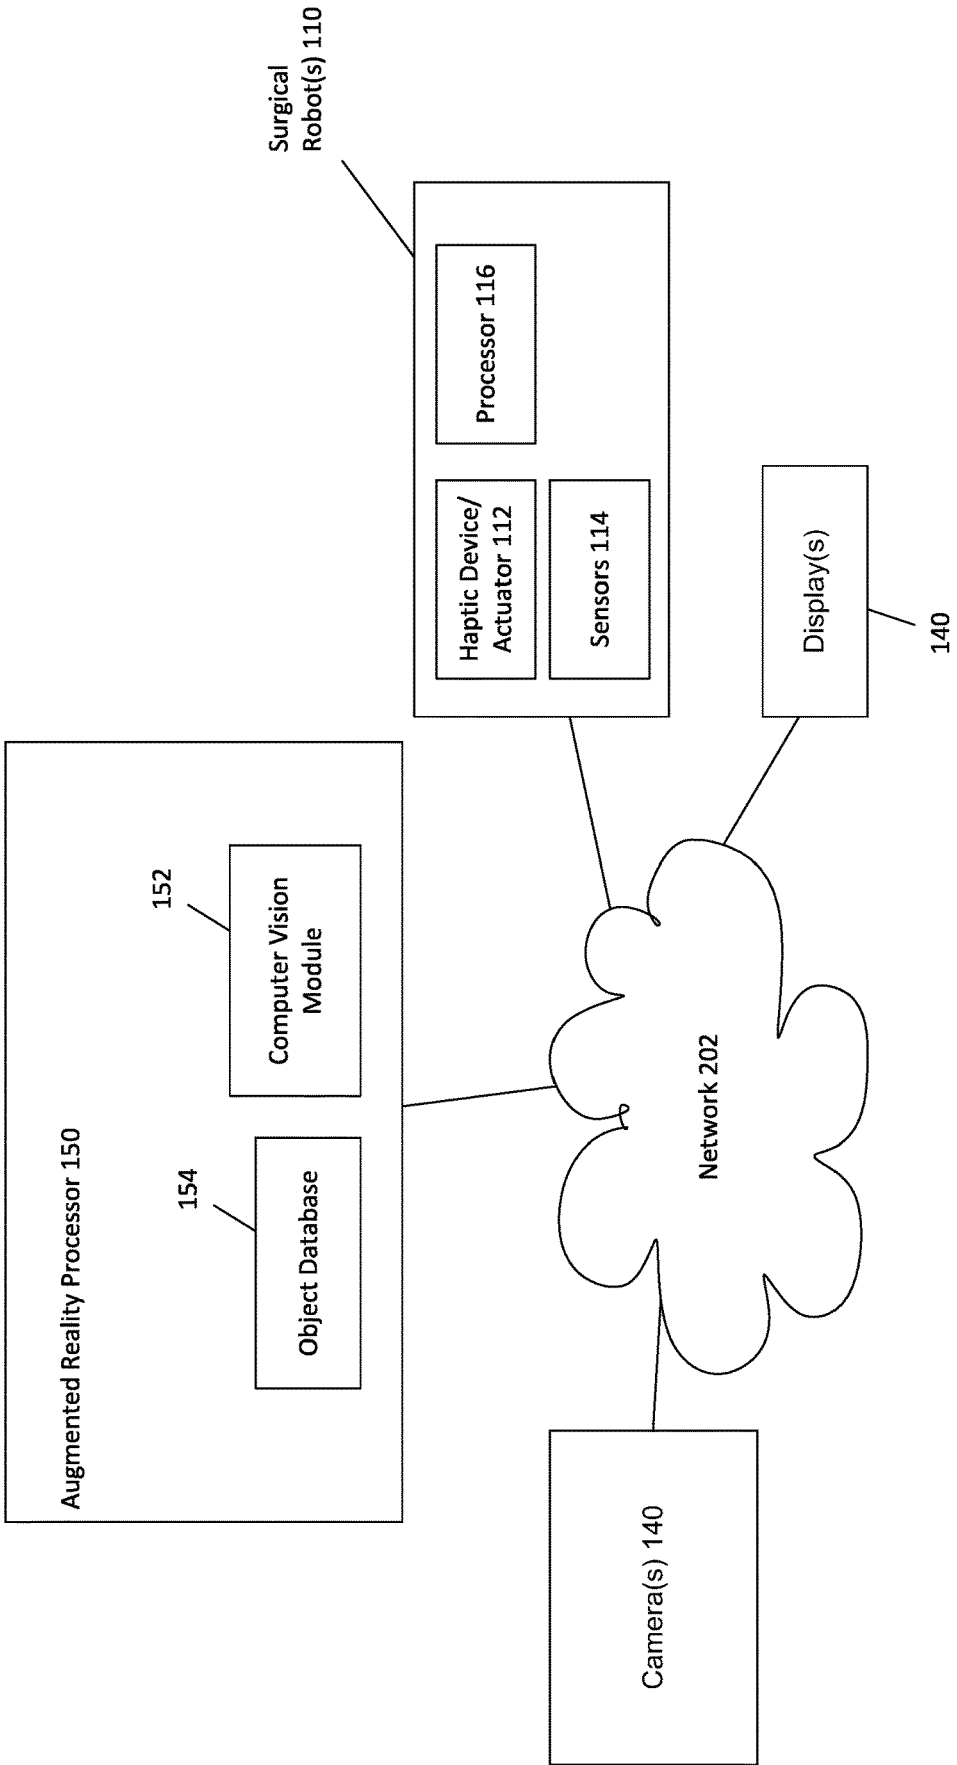 Augmented Reality Processor 150
154
152
Object Database
Computer Vision
Module
Surgical
Robot(s) 110
Haptic Device/
Actuator 112
Processor 116
Sensors 114
Camera(s) 140
Network 202
Display(s)
140